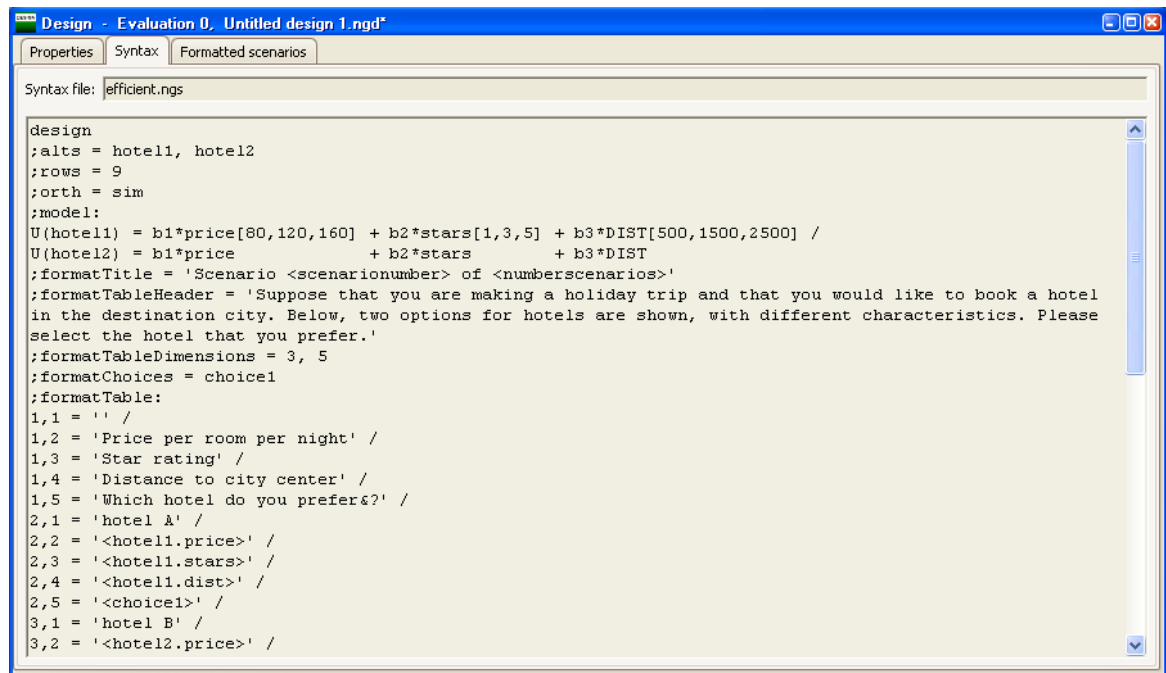 Design - Evaluation 0, Untitled design 1.ngd*
Properties Syntax Formatted scenarios
Syntax file: efficient.ngs
design
;alts = hotel1, hotel2
;rows = 9
;orth = sim
;model:
U(hotel1) = b1*price[80,120,160] + b2*stars[1,3,5] + b3*DIST[500,1500,2500] /
U(hotel2) = b1*price + b2*stars + b3*DIST
;formatTitle = 'Scenario <scenarionumber> of <numberscenarios>'
;formatTableHeader = 'Suppose that you are making a holiday trip and that you would like to book a hotel
in the destination city. Below, two options for hotels are shown, with different characteristics. Please
select the hotel that you prefer.'
;formatTableDimensions = 3, 5
;formatChoices = choice1
;formatTable:
1,1 = '' /
1,2 = 'Price per room per night' /
1,3 = 'Star rating' /
1,4 = 'Distance to city center' /
1,5 = 'Which hotel do you prefer&?' /
2,1 = 'hotel A' /
2,2 = '<hotel1.price>' /
2,3 = '<hotel1.stars>' /
2,4 = '<hotel1.dist>' /
2,5 = '<choice1>' /
3,1 = 'hotel B' /
3,2 = '<hotel2.price>' /